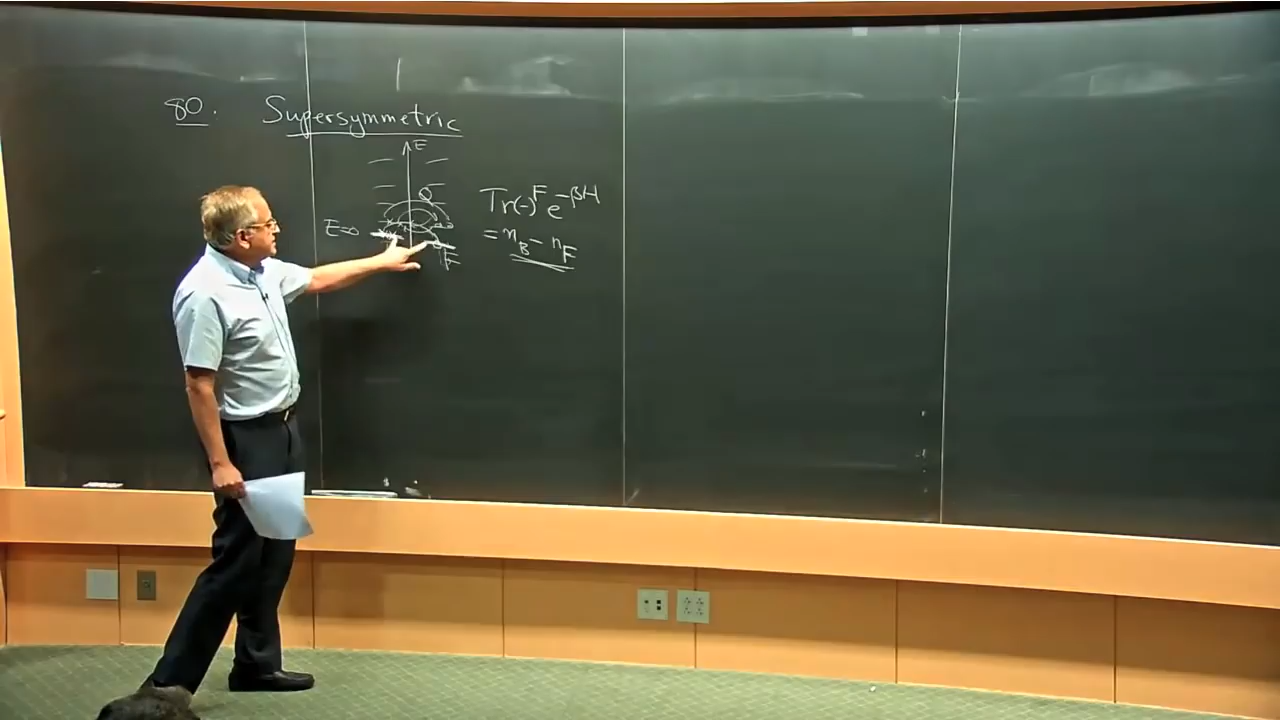 80. Supersymmetric
E
Q
Tr(-)^F e^{-βH}
E=0
= n_B - n_F
F